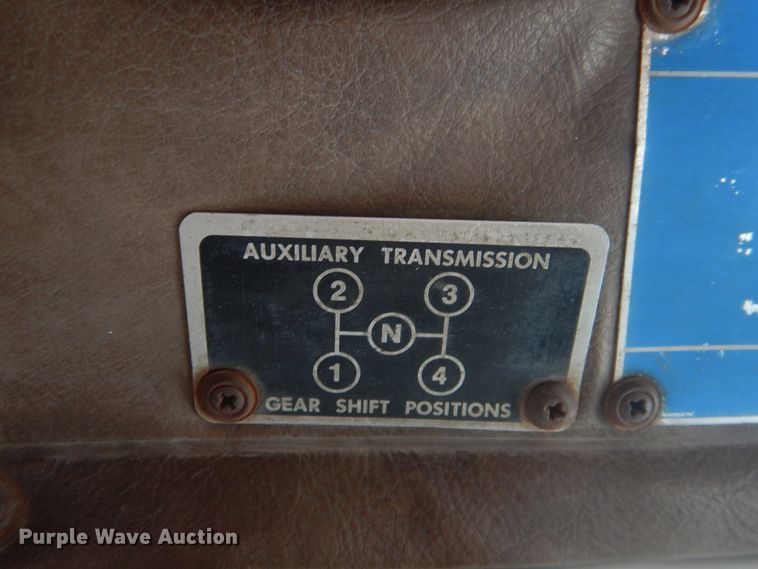 AUXILIARY TRANSMISSION
2 3
N
1 4
GEAR SHIFT POSITIONS
Purple Wave Auction